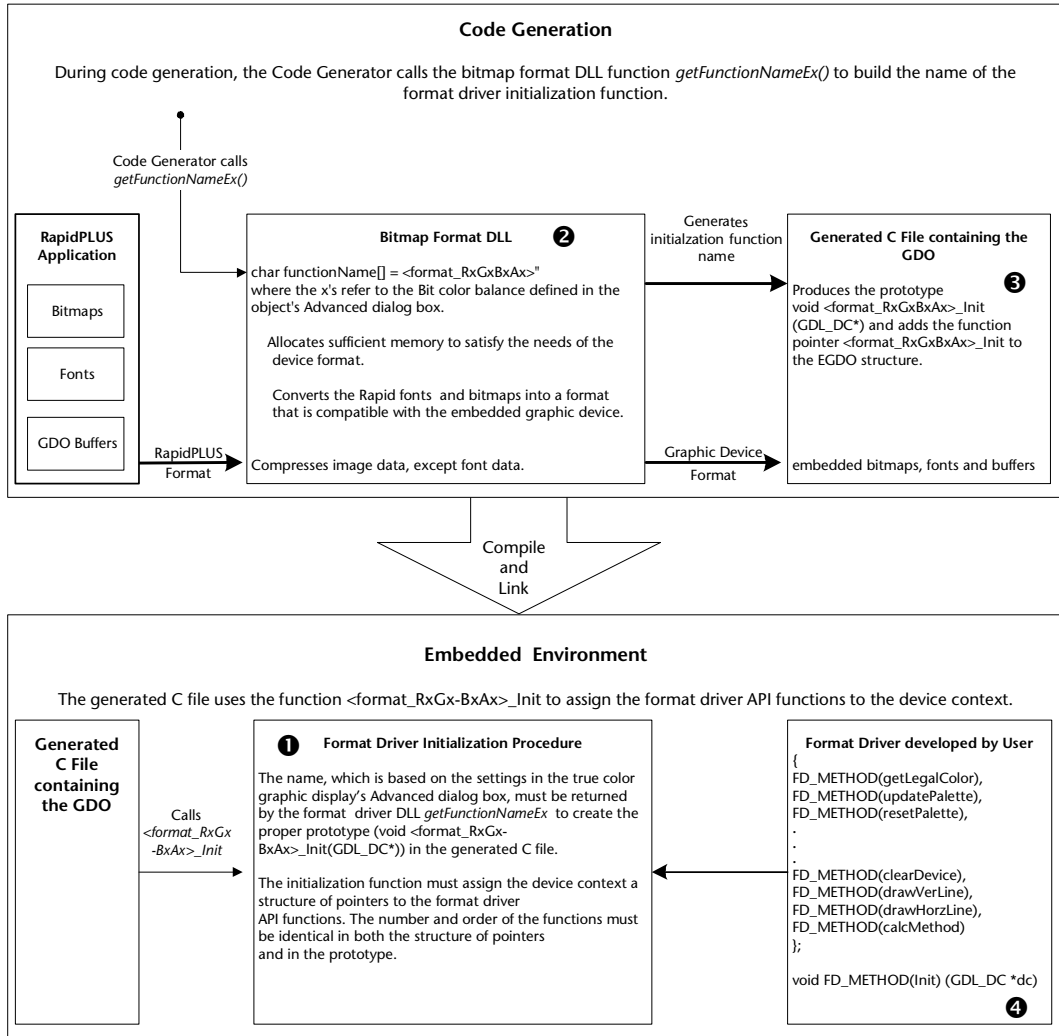 Code Generation
During code generation, the Code Generator calls the bitmap format DLL function getFunctionNameEx() to build the name of the
format driver initialization function.
Code Generator calls
getFunctionNameEx()
RapidPLUS
Application
Bitmaps
Fonts
GDO Buffers
RapidPLUS
Format
Bitmap Format DLL
❷
char functionName[] = <format_RxGxBxAx>"
where the x's refer to the Bit color balance defined in the
object's Advanced dialog box.
Allocates sufficient memory to satisfy the needs of the
device format.
Converts the Rapid fonts and bitmaps into a format
that is compatible with the embedded graphic device.
Compresses image data, except font data.
Generates
initialzation function
name
Graphic Device
Format
Generated C File containing the
GDO
❸
Produces the prototype
void <format_RxGxBxAx>_Init
(GDL_DC*) and adds the function
pointer <format_RxGxBxAx>_Init to
the EGDO structure.
embedded bitmaps, fonts and buffers
Compile
and
Link
Embedded Environment
The generated C file uses the function <format_RxGx-BxAx>_Init to assign the format driver API functions to the device context.
Generated
C File
containing
the GDO
Calls
<format_RxGx
-BxAx>_Init
❶
Format Driver Initialization Procedure
The name, which is based on the settings in the true color
graphic display's Advanced dialog box, must be returned
by the format driver DLL getFunctionNameEx to create the
proper prototype (void <format_RxGx-
BxAx>_Init(GDL_DC*)) in the generated C file.
The initialization function must assign the device context a
structure of pointers to the format driver
API functions. The number and order of the functions must
be identical in both the structure of pointers
and in the prototype.
Format Driver developed by User
{
FD_METHOD(getLegalColor),
FD_METHOD(updatePalette),
FD_METHOD(resetPalette),
.
.
.
FD_METHOD(clearDevice),
FD_METHOD(drawVerLine),
FD_METHOD(drawHorzLine),
FD_METHOD(calcMethod)
};
void FD_METHOD(Init) (GDL_DC *dc)
❹